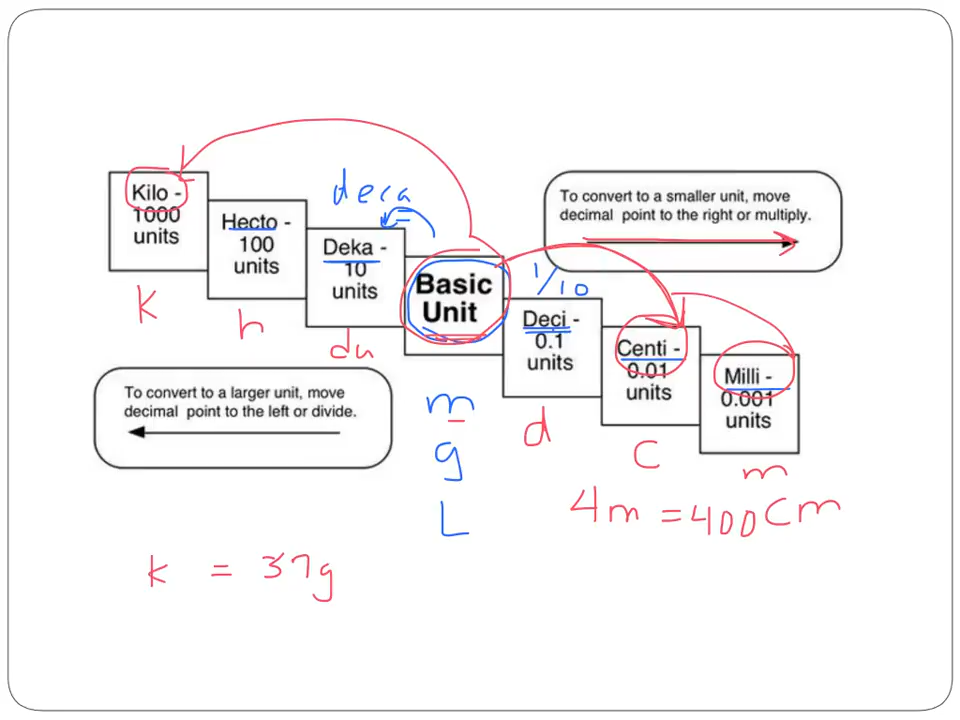 deca
Kilo -
1000
units
Hecto -
100
units
Deka -
10
units
Basic
Unit
1/10
Deci -
0.1
units
Centi -
0.01
units
Milli -
0.001
units
To convert to a smaller unit, move
decimal point to the right or multiply.
To convert to a larger unit, move
decimal point to the left or divide.
k
h
m
g
L
d
c
m
4m = 400cm
k = 37g